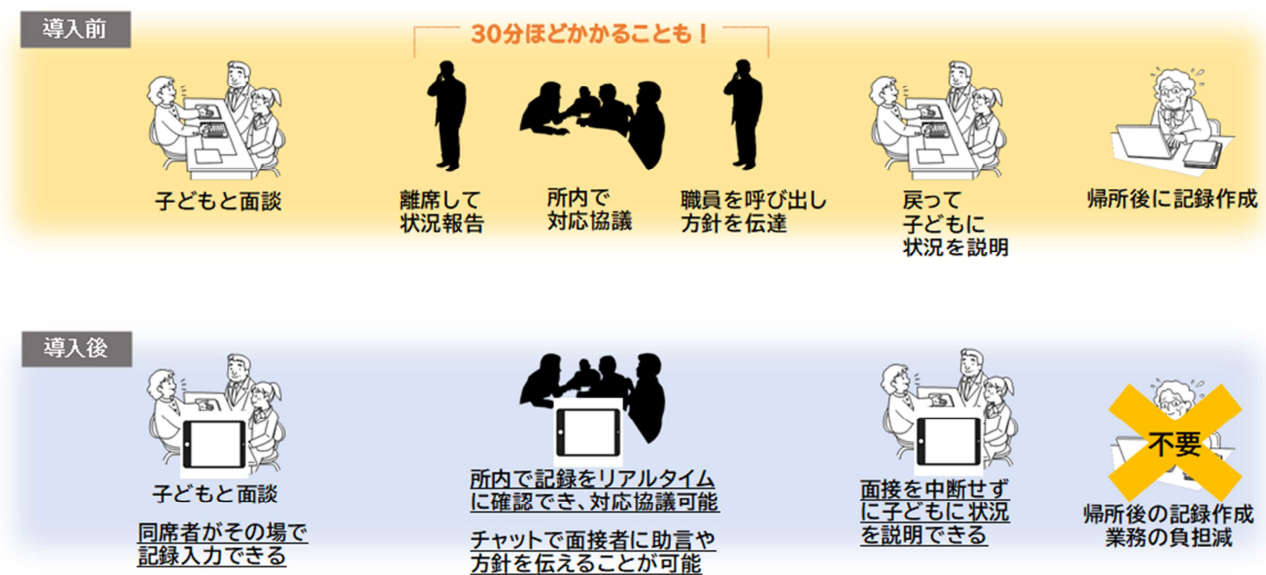 導入前
30分ほどかかることも！
子どもと面談
離席して
状況報告
所内で
対応協議
職員を呼び出し
方針を伝達
戻って
子どもに
状況を説明
帰所後に記録作成
導入後
子どもと面談
同席者がその場で
記録入力できる
所内で記録をリアルタイム
に確認でき、対応協議可能
チャットで面接者に助言や
方針を伝えることが可能
面接を中断せず
に子どもに状況
を説明できる
不要
帰所後の記録作成
業務の負担減